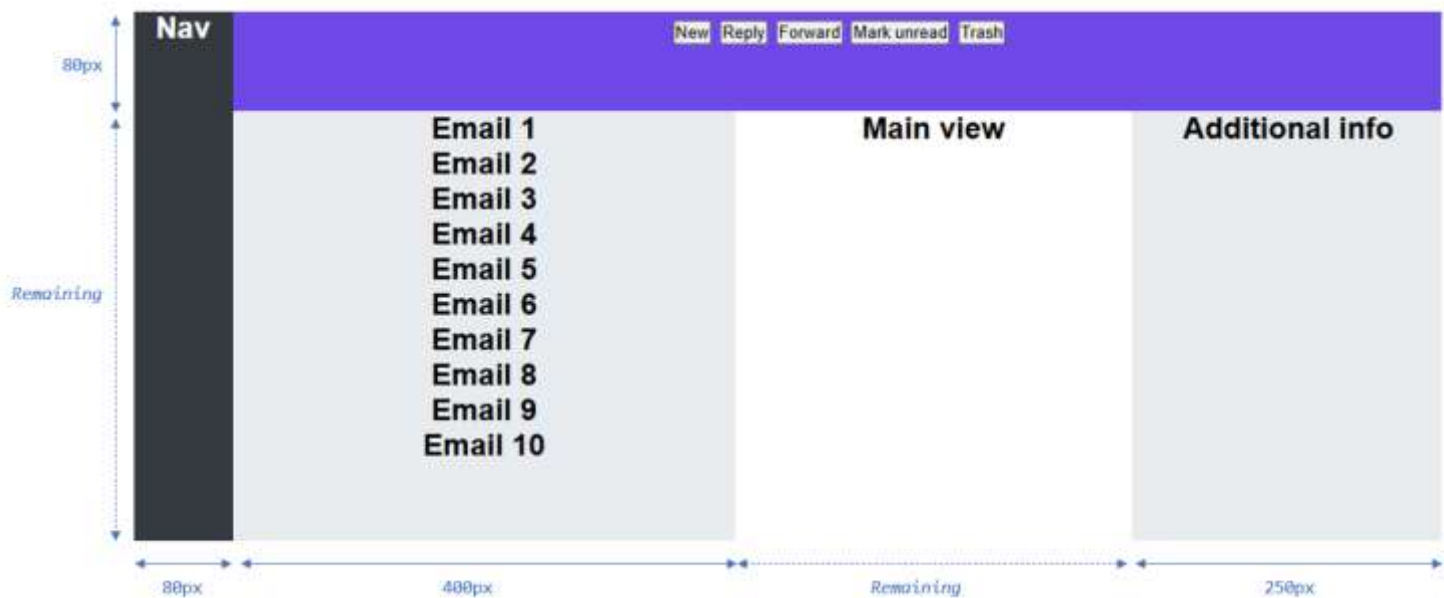 Nav
New Reply Forward Mark unread Trash
80px
Email 1 Main view Additional info
Email 2
Email 3
Email 4
Email 5
Remaining
Email 6
Email 7
Email 8
Email 9
Email 10
80px 400px Remaining 250px